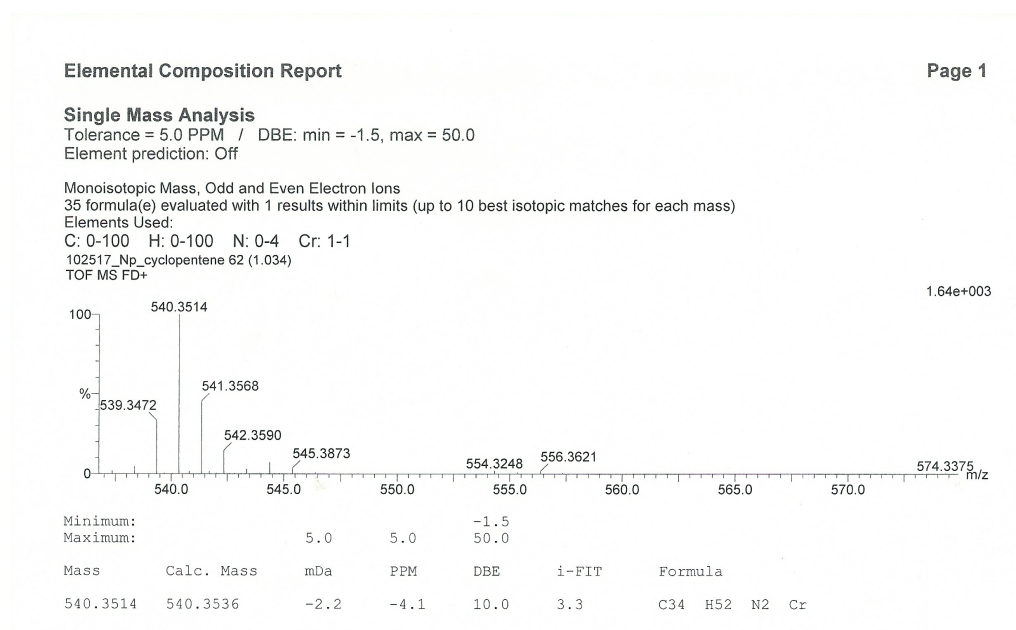 Elemental Composition Report Page 1
Single Mass Analysis
Tolerance = 5.0 PPM / DBE: min = -1.5, max = 50.0
Element prediction: Off
Monoisotopic Mass, Odd and Even Electron Ions
35 formula(e) evaluated with 1 results within limits (up to 10 best isotopic matches for each mass)
Elements Used:
C: 0-100 H: 0-100 N: 0-4 Cr: 1-1
102517_Np_cyclopentene 62 (1.034)
TOF MS FD+
1.64e+003
540.3514
100
541.3568
%
539.3472
542.3590
545.3873
554.3248 556.3621
574.3375
0
m/z
540.0 545.0 550.0 555.0 560.0 565.0 570.0
Minimum: -1.5
Maximum: 5.0 5.0 50.0
Mass Calc. Mass mDa PPM DBE i-FIT Formula
540.3514 540.3536 -2.2 -4.1 10.0 3.3 C34 H52 N2 Cr